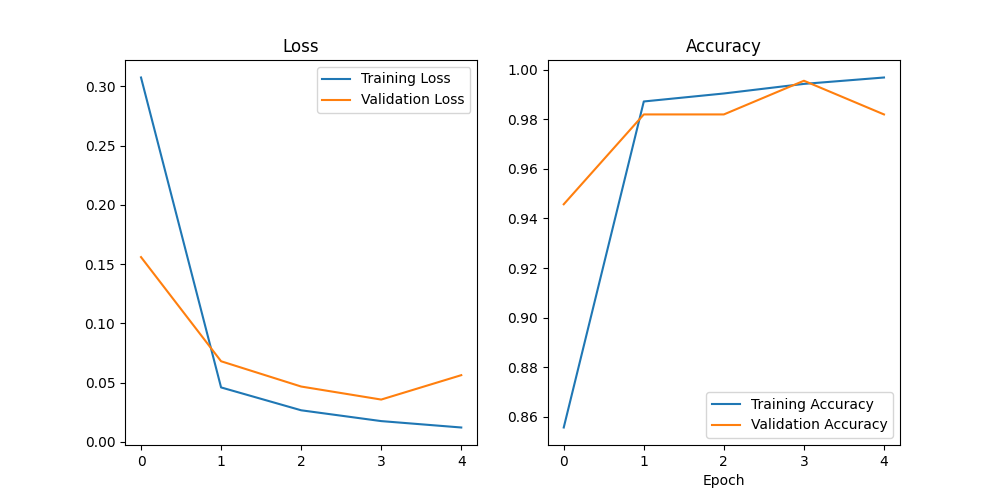 Loss
Training Loss
Validation Loss
0.30
0.25
0.20
0.15
0.10
0.05
0.00
0 1 2 3 4
Accuracy
1.00
0.98
0.96
0.94
0.92
0.90
0.88
0.86
Training Accuracy
Validation Accuracy
0 1 2 3 4
Epoch